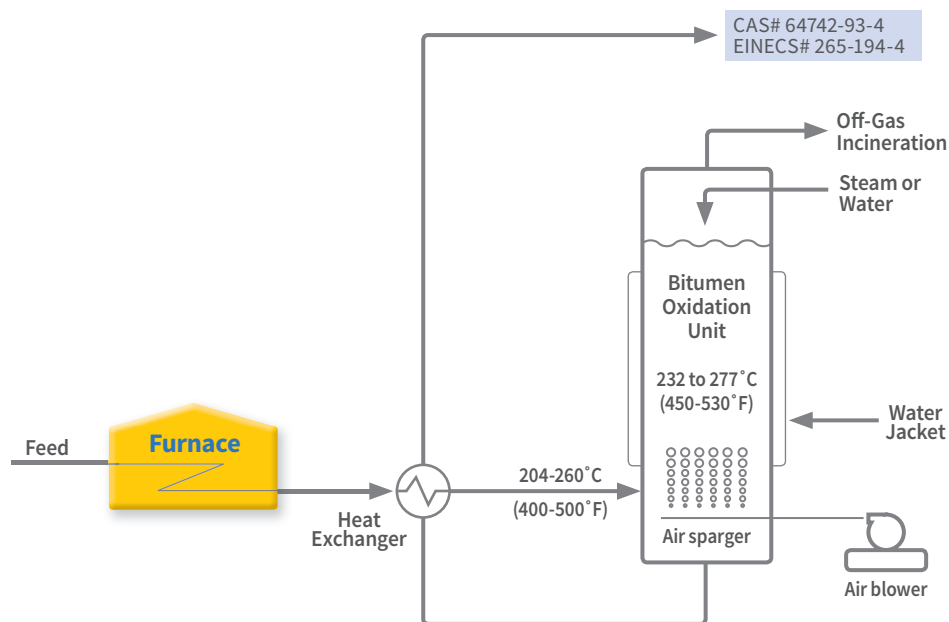 CAS# 64742-93-4
EINECS# 265-194-4
Off-Gas
Incineration
Steam or
Water
Bitumen
Oxidation
Unit
232 to 277˚C
(450-530˚F)
Water
Jacket
Feed
Furnace
Heat
Exchanger
204-260˚C
(400-500˚F)
Air sparger
Air blower